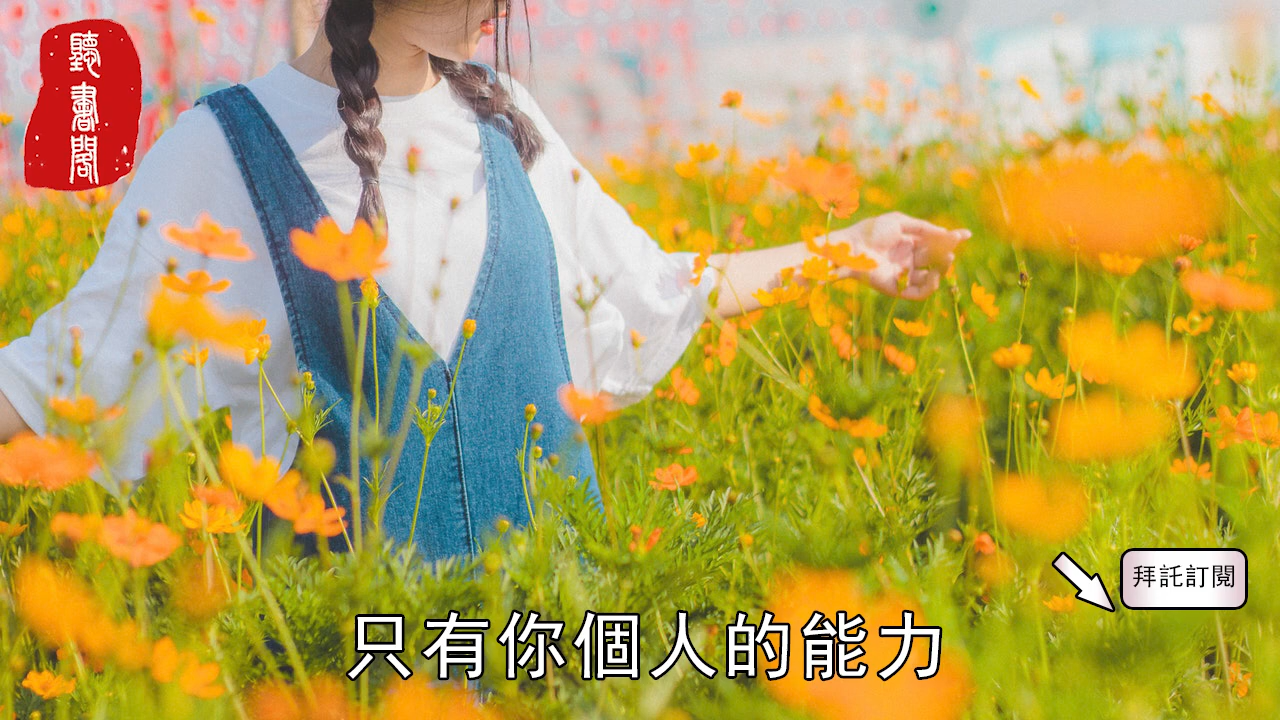 聽書閣
拜託訂閱
只有你個人的能力